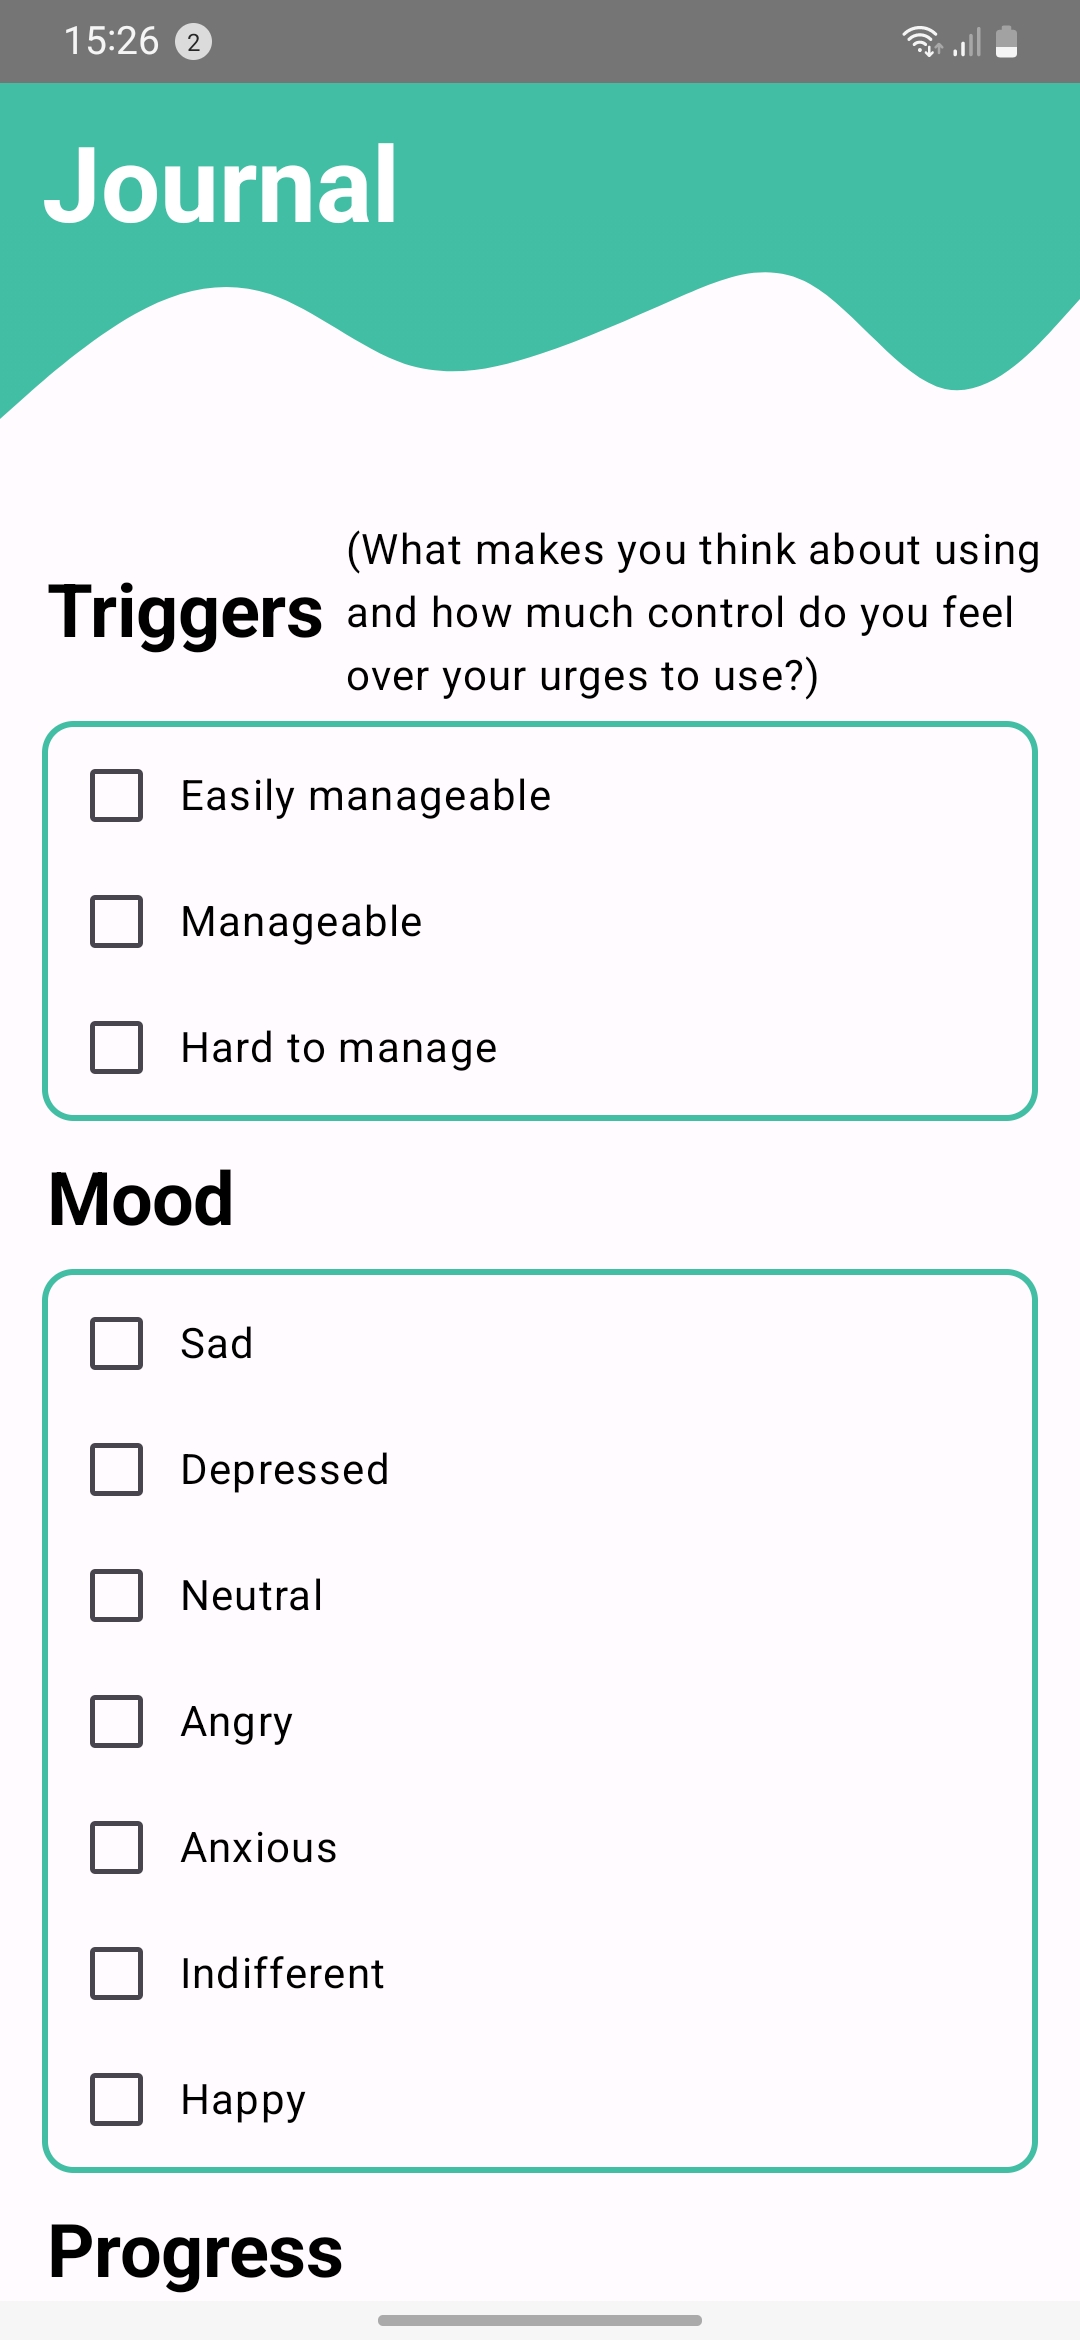 15:26 2
Journal
Triggers
(What makes you think about using
and how much control do you feel
over your urges to use?)
Easily manageable
Manageable
Hard to manage
Mood
Sad
Depressed
Neutral
Angry
Anxious
Indifferent
Happy
Progress